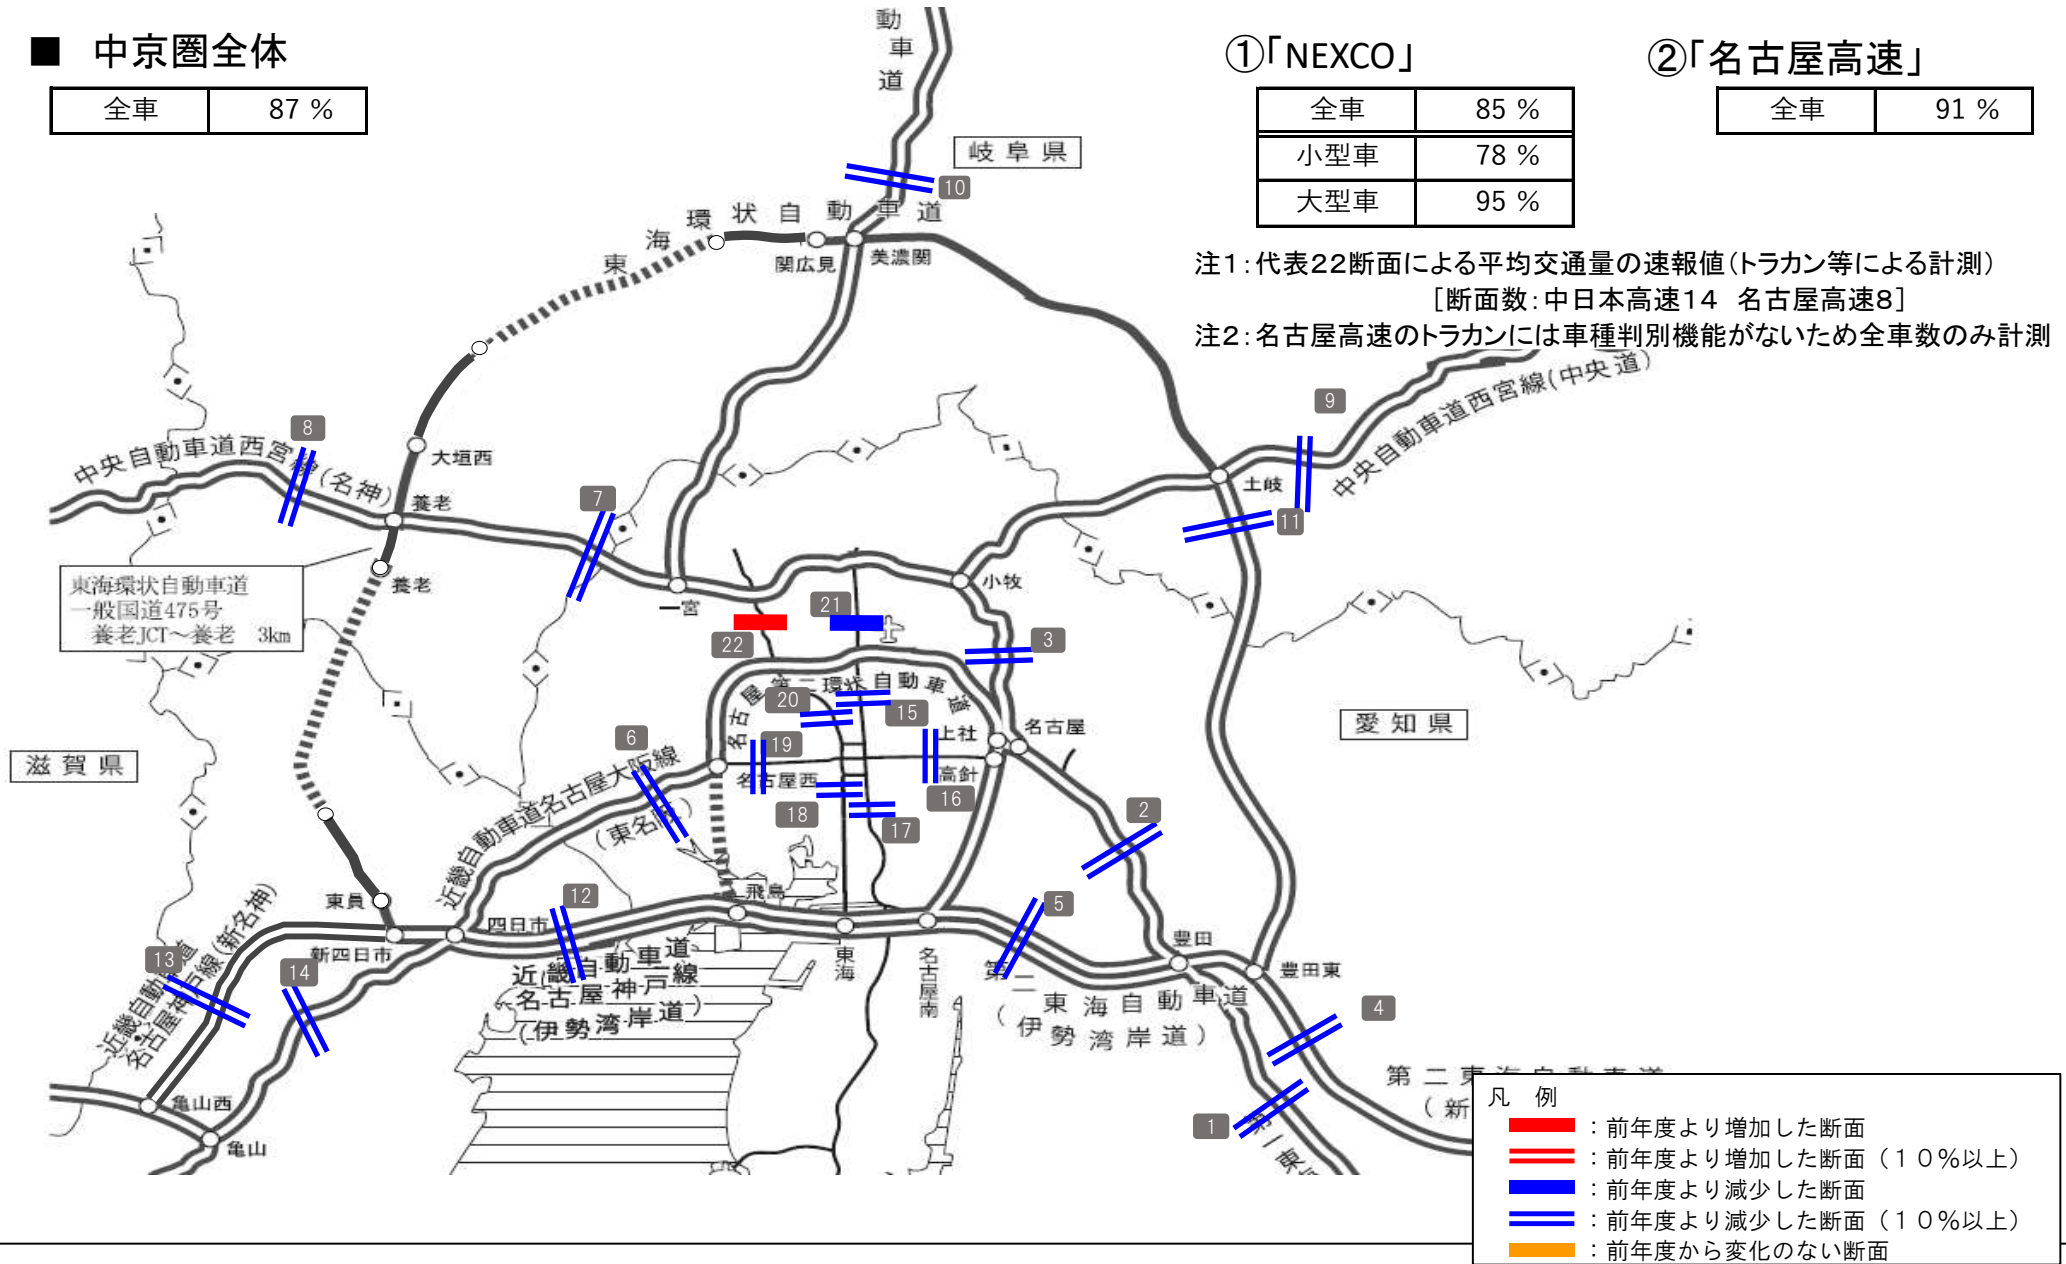 ■ 中京圏全体
全車 87 %
①「NEXCO」
全車 85 %
小型車 78 %
大型車 95 %
②「名古屋高速」
全車 91 %
注1：代表22断面による平均交通量の速報値（トラカン等による計測）
［断面数：中日本高速14 名古屋高速8］
注2：名古屋高速のトラカンには車種判別機能がないため全車数のみ計測
動車道
岐阜県
10
東海環状自動車道
関広見
美濃関
9
中央自動車道西宮線(中央道)
8
中央自動車道西宮線(名神)
大垣西
養老
7
土岐
11
東海環状自動車道
一般国道475号
養老JCT～養老 3km
養老
一宮
小牧
21
22
3
名古屋第二環状自動車道
20
15
上社
名古屋
愛知県
滋賀県
6
19
名古屋西
高針
16
18
17
2
近畿自動車道名古屋大阪線
(東名阪)
東員
12
飛島
5
四日市
新四日市
13
14
近畿自動車道
名古屋神戸線(新名神)
近畿自動車道
名古屋神戸線
(伊勢湾岸道)
東海
名古屋南
豊田
豊田東
第二東海自動車道
(伊勢湾岸道)
4
亀山西
亀山
1
第一東
第二東海自動車道
(新
凡 例
：前年度より増加した断面
：前年度より増加した断面（１０％以上）
：前年度より減少した断面
：前年度より減少した断面（１０％以上）
：前年度から変化のない断面